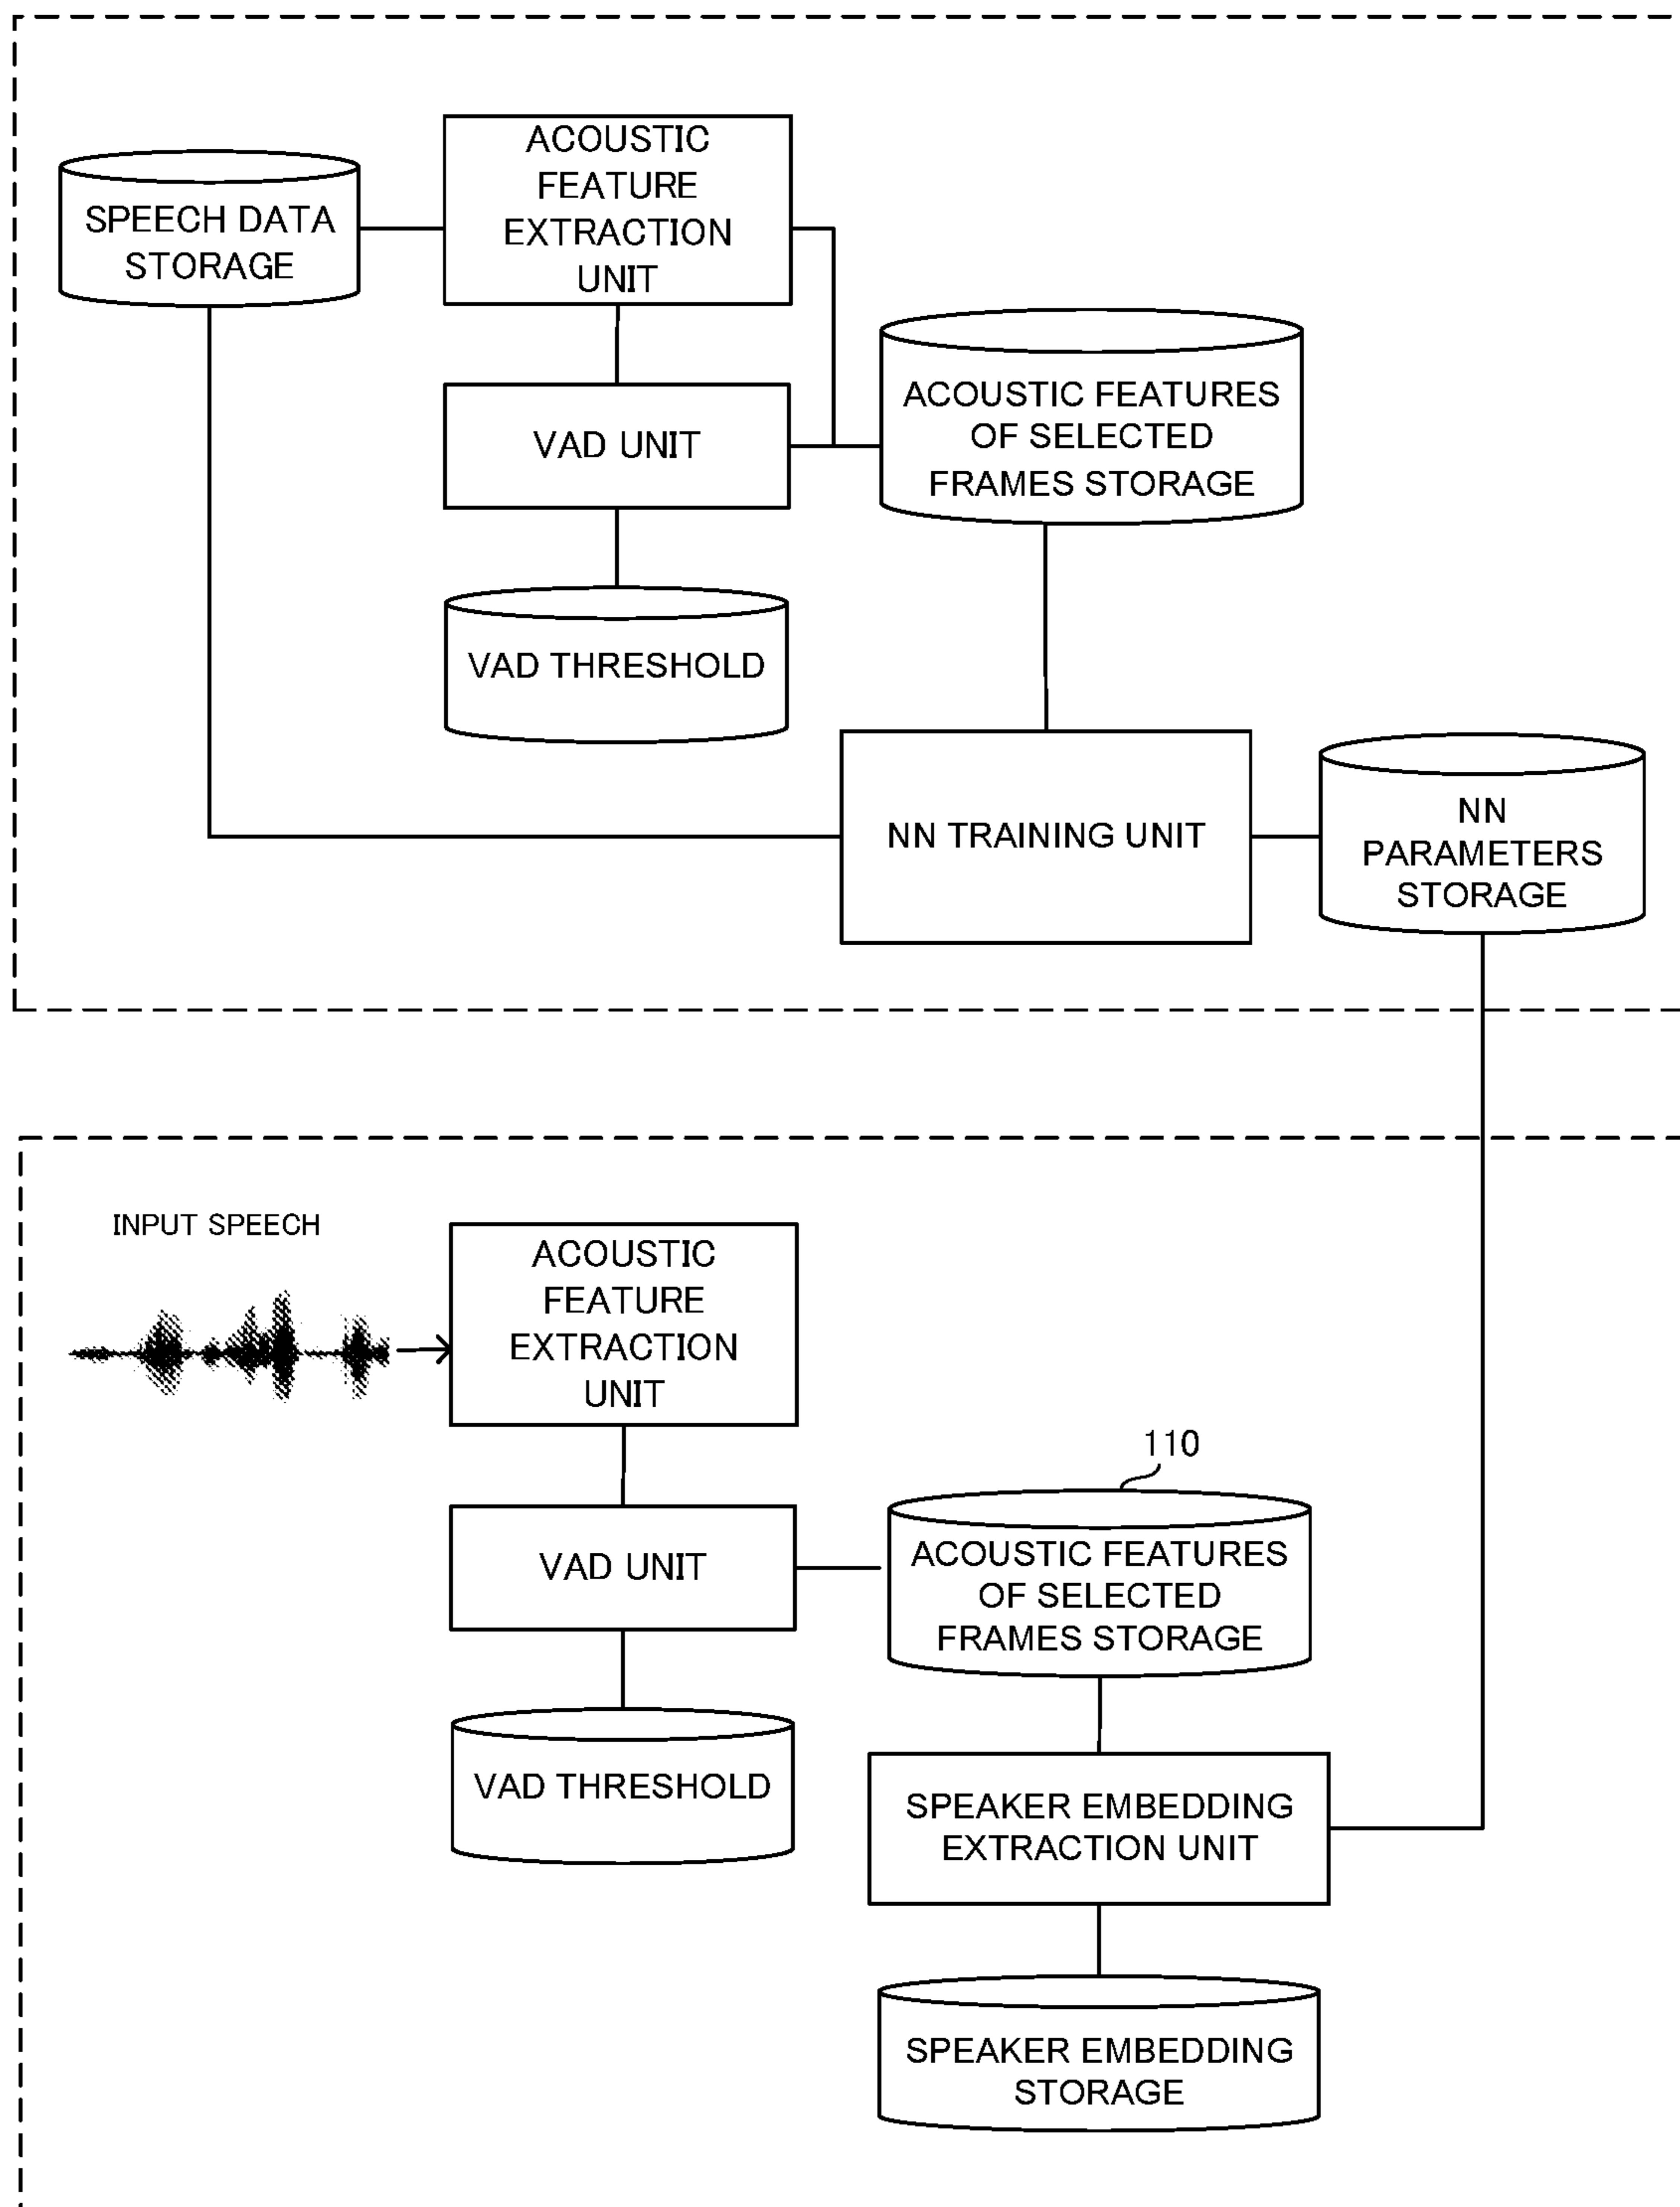 ACOUSTIC
FEATURE
EXTRACTION
UNIT
SPEECH DATA
STORAGE
VAD UNIT
ACOUSTIC FEATURES
OF SELECTED
FRAMES STORAGE
VAD THRESHOLD
NN TRAINING UNIT
NN
PARAMETERS
STORAGE
INPUT SPEECH
ACOUSTIC
FEATURE
EXTRACTION
UNIT
110
VAD UNIT
ACOUSTIC FEATURES
OF SELECTED
FRAMES STORAGE
VAD THRESHOLD
SPEAKER EMBEDDING
EXTRACTION UNIT
SPEAKER EMBEDDING
STORAGE